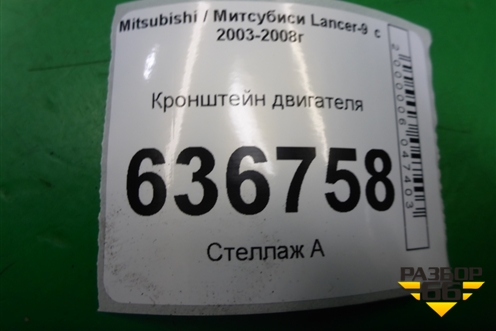 Mitsubishi / Митсубиси Lancer-9 с
2003-2008г
Кронштейн двигателя
636758
Стеллаж А
2000006047403
РАЗБОР
66